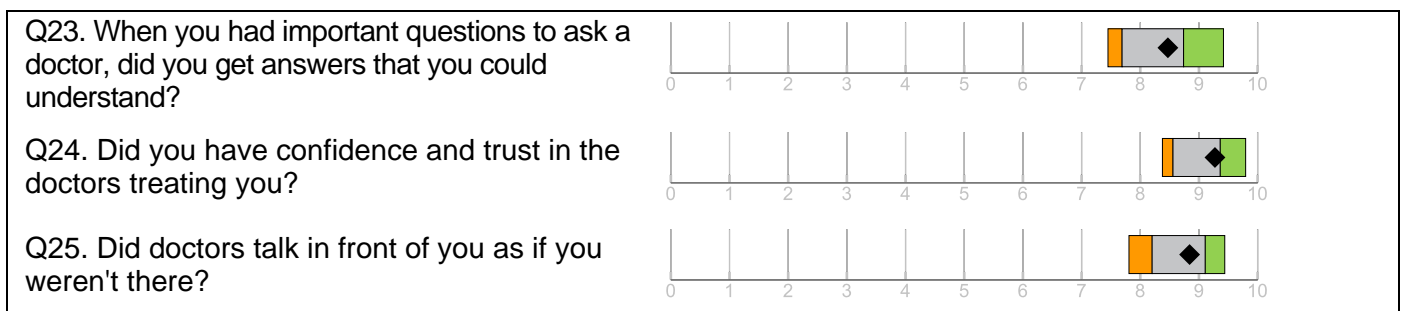 Q23. When you had important questions to ask a
doctor, did you get answers that you could
understand?
0 1 2 3 4 5 6 7 8 9 10
Q24. Did you have confidence and trust in the
doctors treating you?
0 1 2 3 4 5 6 7 8 9 10
Q25. Did doctors talk in front of you as if you
weren't there?
0 1 2 3 4 5 6 7 8 9 10